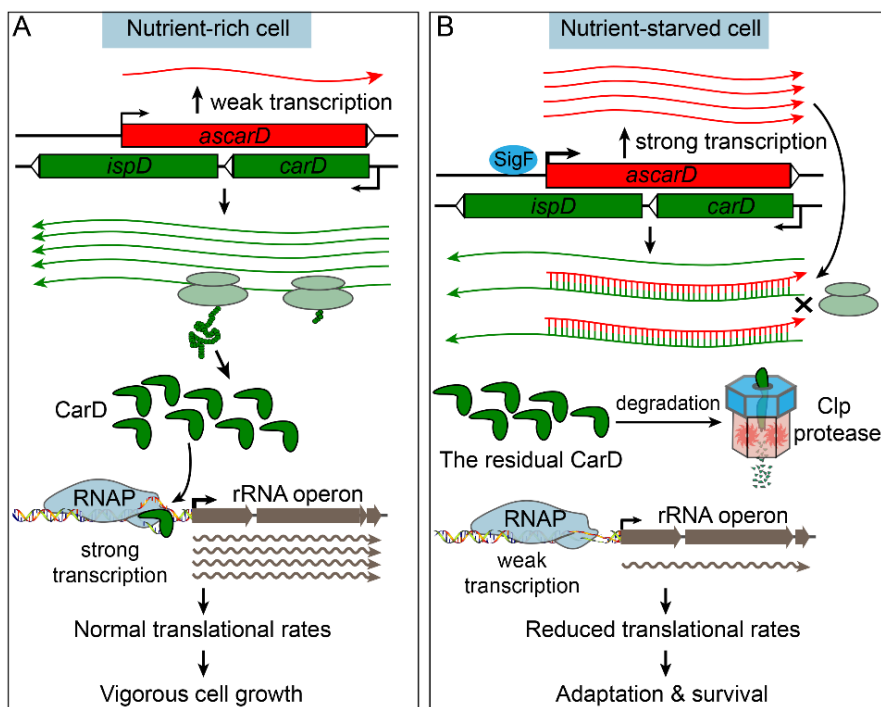 A
Nutrient-rich cell
weak transcription
ascarD
ispD
carD
CarD
RNAP
rRNA operon
strong
transcription
Normal translational rates
Vigorous cell growth
B
Nutrient-starved cell
strong transcription
SigF
ascarD
ispD
carD
degradation
Clp
protease
The residual CarD
RNAP
rRNA operon
weak
transcription
Reduced translational rates
Adaptation & survival